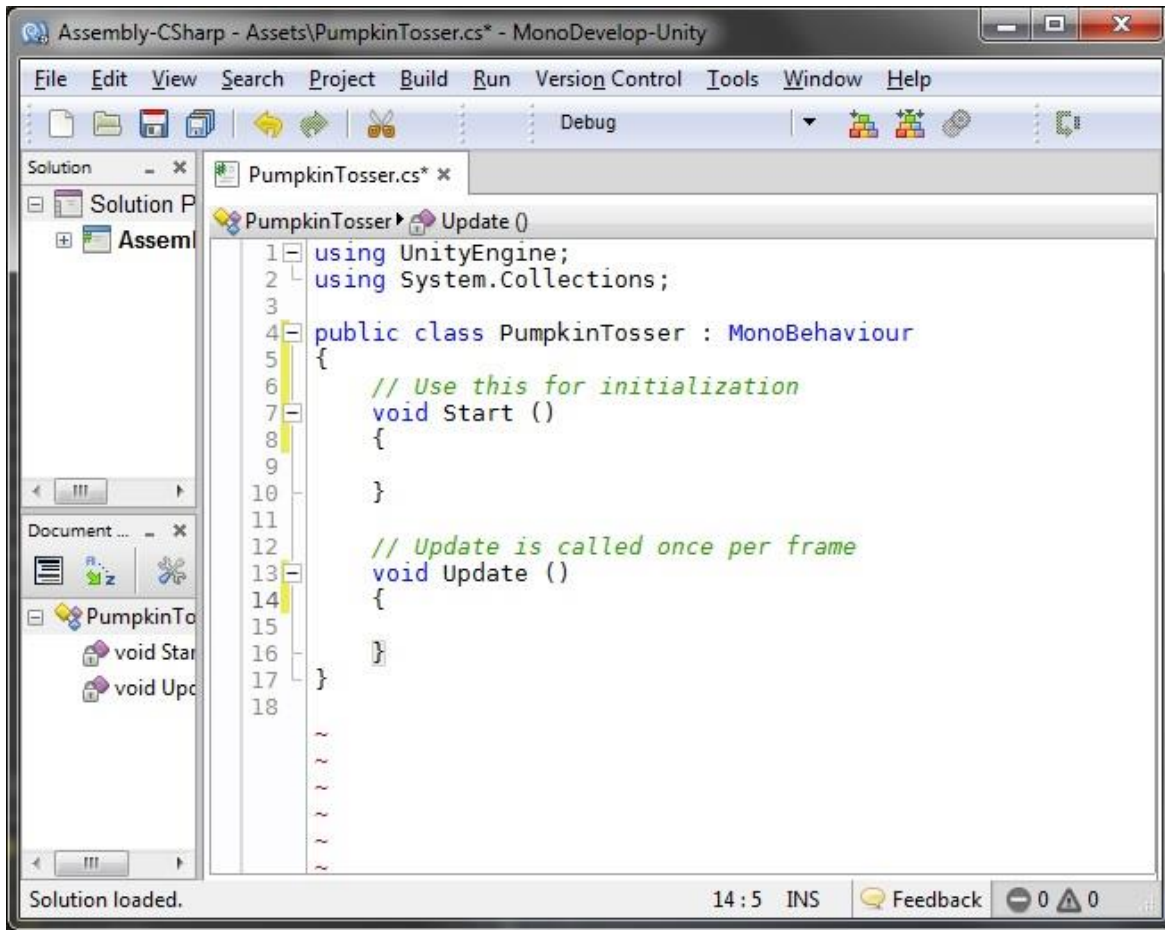 Assembly-CSharp - Assets\PumpkinTosser.cs* - MonoDevelop-Unity
File Edit View Search Project Build Run Version Control Tools Window Help
Debug
Solution
PumpkinTosser.cs*
Solution P
Assem
PumpkinTosser Update ()
1 using UnityEngine;
2 using System.Collections;
3
4 public class PumpkinTosser : MonoBehaviour
5 {
6 // Use this for initialization
7 void Start ()
8 {
9
10 }
11
12 // Update is called once per frame
13 void Update ()
14 {
15
16 }
17 }
18
~
~
~
~
~
~
Document ...
PumpkinTo
void Star
void Upd
Solution loaded. 14 : 5 INS Feedback 0 0